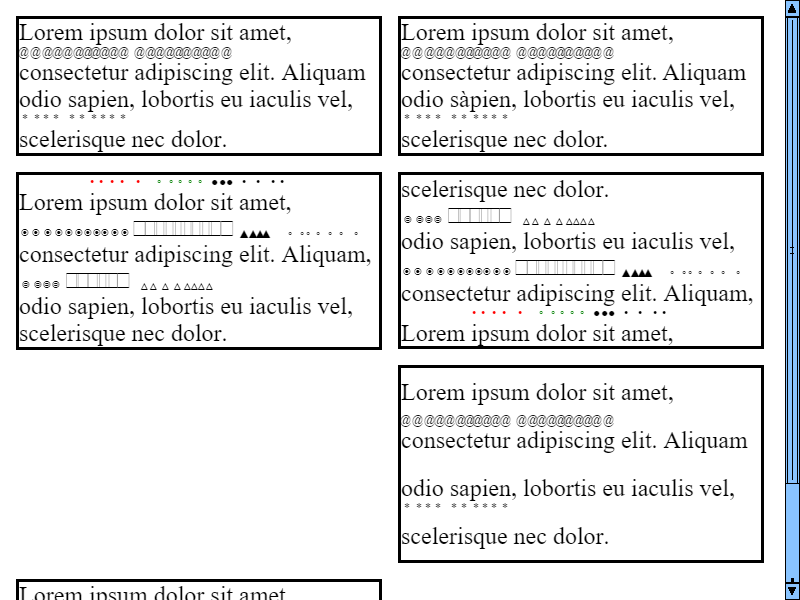 Lorem ipsum dolor sit amet,
@@@@@@@@@@@ @@@@@@@@@@
consectetur adipiscing elit. Aliquam
odio sapien, lobortis eu iaculis vel,
* * * * * * * * * *
scelerisque nec dolor.
Lorem ipsum dolor sit amet,
@@@@@@@@@@@ @@@@@@@@@@
consectetur adipiscing elit. Aliquam
odio sàpien, lobortis eu iaculis vel,
* * * * * * * * * *
scelerisque nec dolor.
Lorem ipsum dolor sit amet,
consectetur adipiscing elit. Aliquam,
odio sapien, lobortis eu iaculis vel,
scelerisque nec dolor.
scelerisque nec dolor.
odio sapien, lobortis eu iaculis vel,
consectetur adipiscing elit. Aliquam,
Lorem ipsum dolor sit amet,
Lorem ipsum dolor sit amet,
@@@@@@@@@@@ @@@@@@@@@@
consectetur adipiscing elit. Aliquam
odio sapien, lobortis eu iaculis vel,
* * * * * * * * * *
scelerisque nec dolor.
Lorem ipsum dolor sit amet